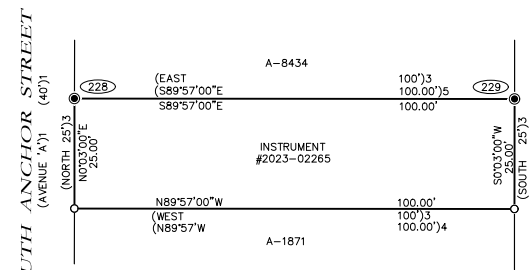 A-8434
228
(EAST 100')3
(S89°57'00"E 100.00')5
S89°57'00"E 100.00'
229
UTH ANCHOR STREET
(AVENUE 'A')1 (40')1
(NORTH 25')3
N0°03'00"E
25.00'
INSTRUMENT
#2023-02265
S0°03'00"W
25.00'
(SOUTH 25')3
N89°57'00"W 100.00'
(WEST 100')3
(N89°57'W 100.00')4
A-1871